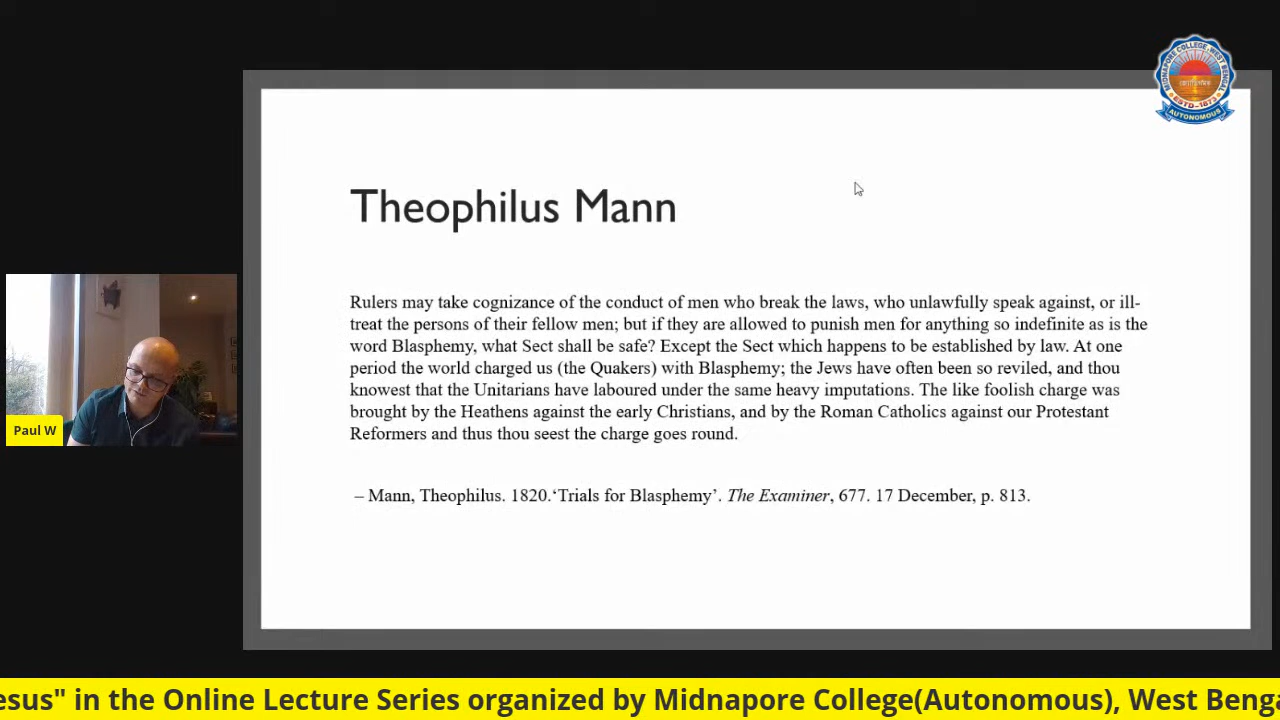 MIDNAPORE COLLEGE, WEST BENGAL
ESTD-1873
AUTONOMOUS
Theophilus Mann
Rulers may take cognizance of the conduct of men who break the laws, who unlawfully speak against, or ill-
treat the persons of their fellow men; but if they are allowed to punish men for anything so indefinite as is the
word Blasphemy, what Sect shall be safe? Except the Sect which happens to be established by law. At one
period the world charged us (the Quakers) with Blasphemy; the Jews have often been so reviled, and thou
knowest that the Unitarians have laboured under the same heavy imputations. The like foolish charge was
brought by the Heathens against the early Christians, and by the Roman Catholics against our Protestant
Reformers and thus thou seest the charge goes round.
– Mann, Theophilus. 1820.‘Trials for Blasphemy’. The Examiner, 677. 17 December, p. 813.
Paul W
esus" in the Online Lecture Series organized by Midnapore College(Autonomous), West Benga